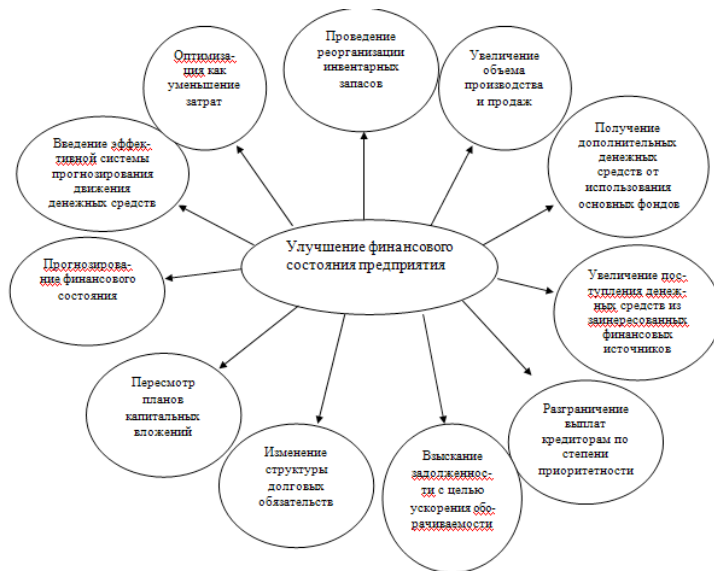 Проведение
реорганизации
инвентарных
запасов
Увеличение
объема
производства
и продаж
Получение
дополнительных
денежных
средств от
использования
основных фондов
Увеличение пос-
тупления денеж-
ных средств из
заинересованных
финансовых
источников
Разграничение
выплат
кредиторам по
степени
приоритетности
Взыскание
задолженнос-
ти с целью
ускорения обо-
рачиваемости
Изменение
структуры
долговых
обязательств
Пересмотр
планов
капитальных
вложений
Прогнозирова-
ние финансового
состояния
Введение эффек-
тивной системы
прогнозирования
движения
денежных средств
Оптимиза-
ция как
уменьшение
затрат
Улучшение финансового
состояния предприятия